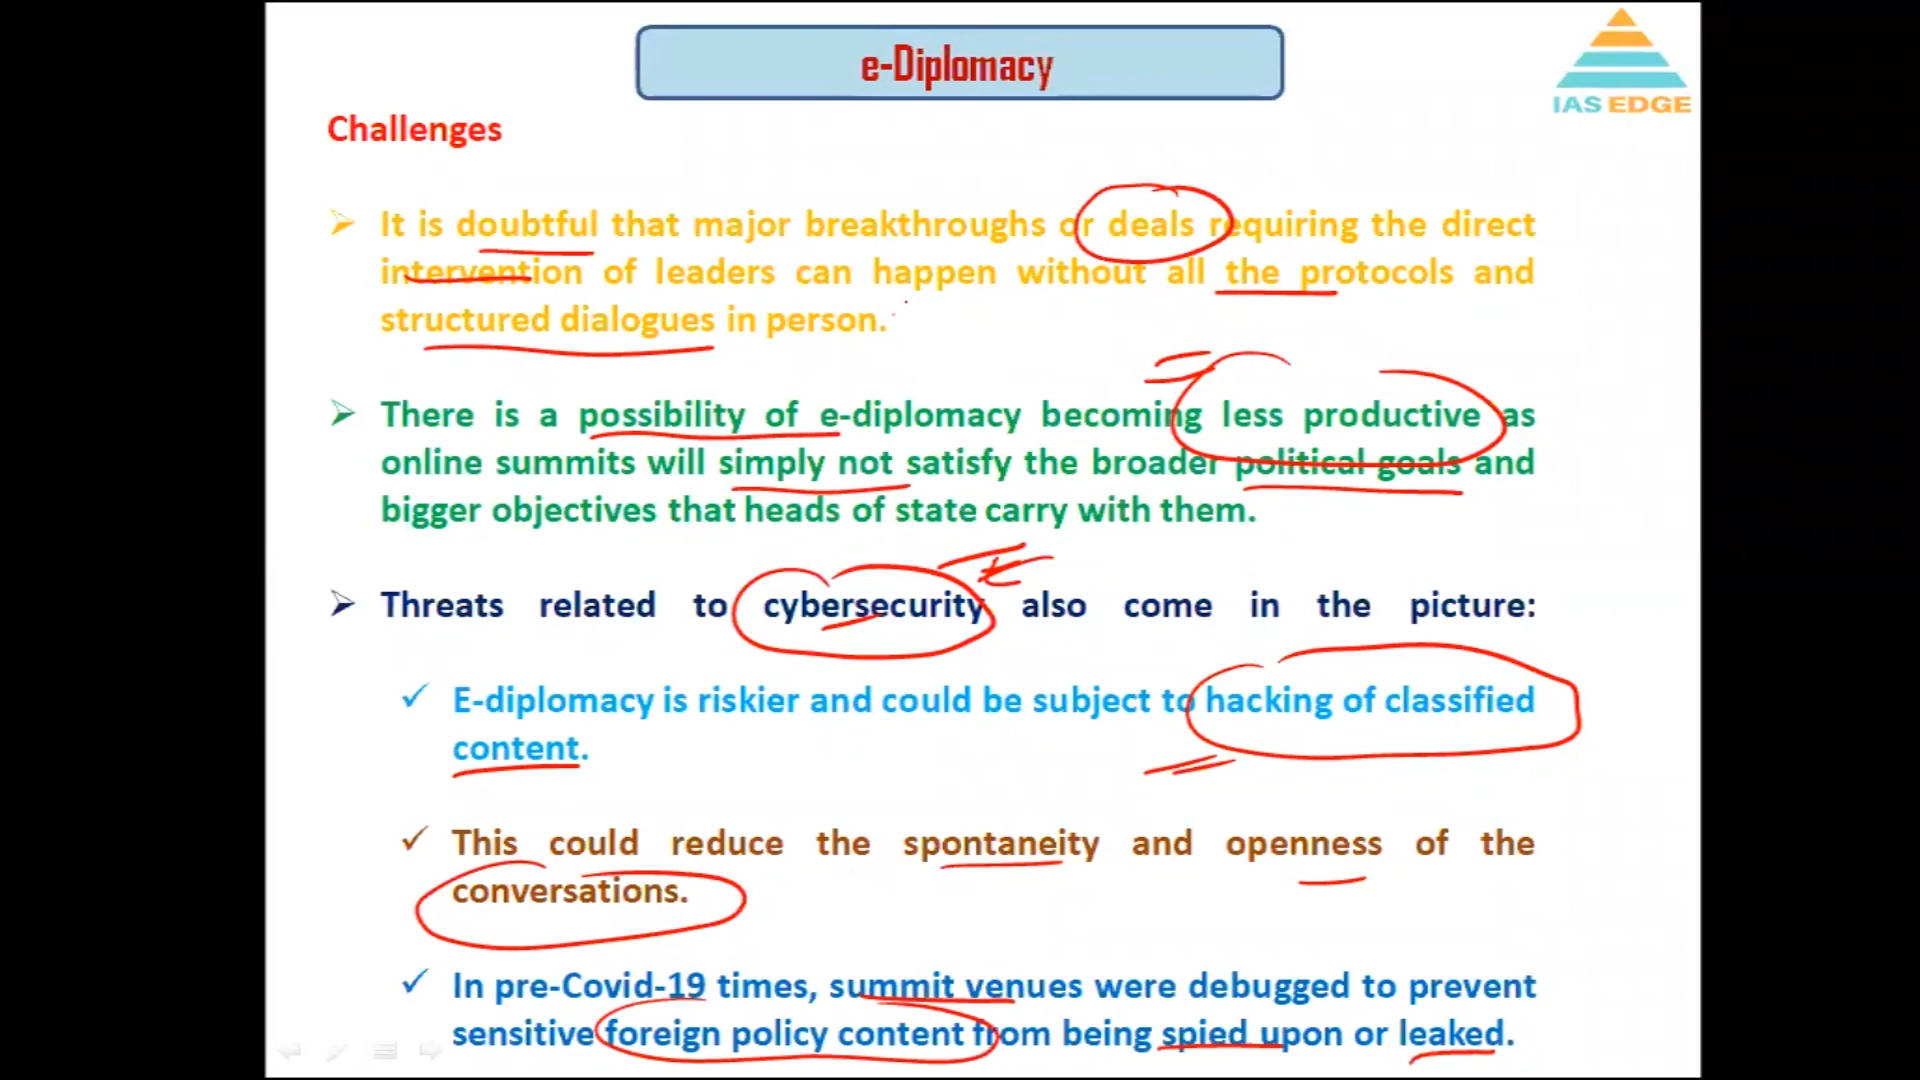 e-Diplomacy
IAS EDGE
Challenges
It is doubtful that major breakthroughs or deals requiring the direct
intervention of leaders can happen without all the protocols and
structured dialogues in person.
There is a possibility of e-diplomacy becoming less productive as
online summits will simply not satisfy the broader political goals and
bigger objectives that heads of state carry with them.
Threats related to cybersecurity also come in the picture:
E-diplomacy is riskier and could be subject to hacking of classified
content.
This could reduce the spontaneity and openness of the
conversations.
In pre-Covid-19 times, summit venues were debugged to prevent
sensitive foreign policy content from being spied upon or leaked.